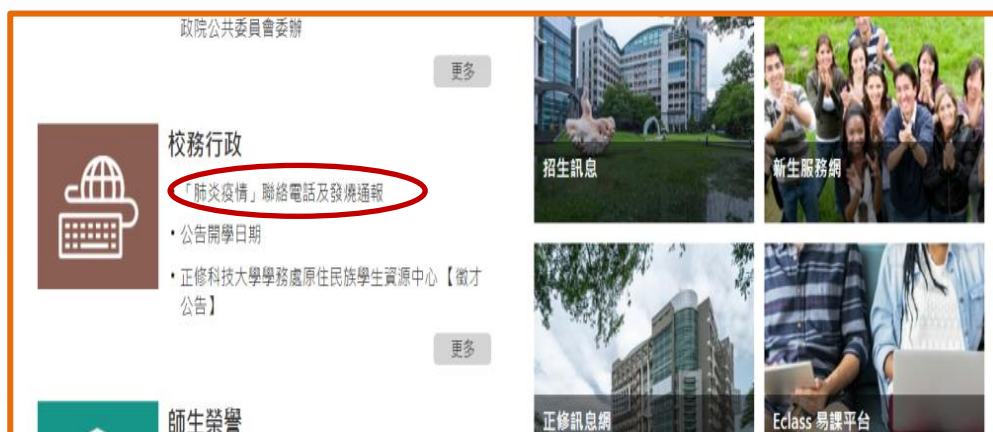 政院公共委員會委辦
更多
校務行政
「肺炎疫情」聯絡電話及發燒通報
• 公告開學日期
• 正修科技大學學務處原住民族學生資源中心【徵才
公告】
更多
師生榮譽
招生訊息
新生服務網
正修訊息網
Eclass 易課平台